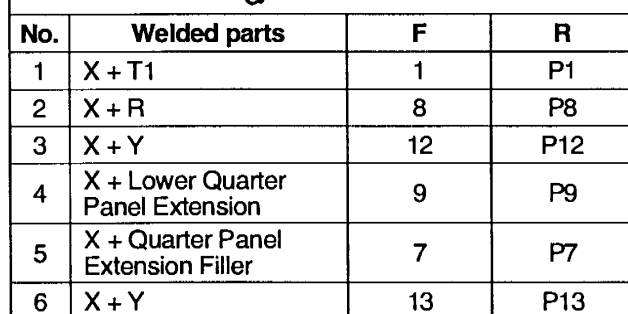 No. Welded parts F R
1 X + T1 1 P1
2 X + R 8 P8
3 X + Y 12 P12
4 X + Lower Quarter Panel Extension 9 P9
5 X + Quarter Panel Extension Filler 7 P7
6 X + Y 13 P13